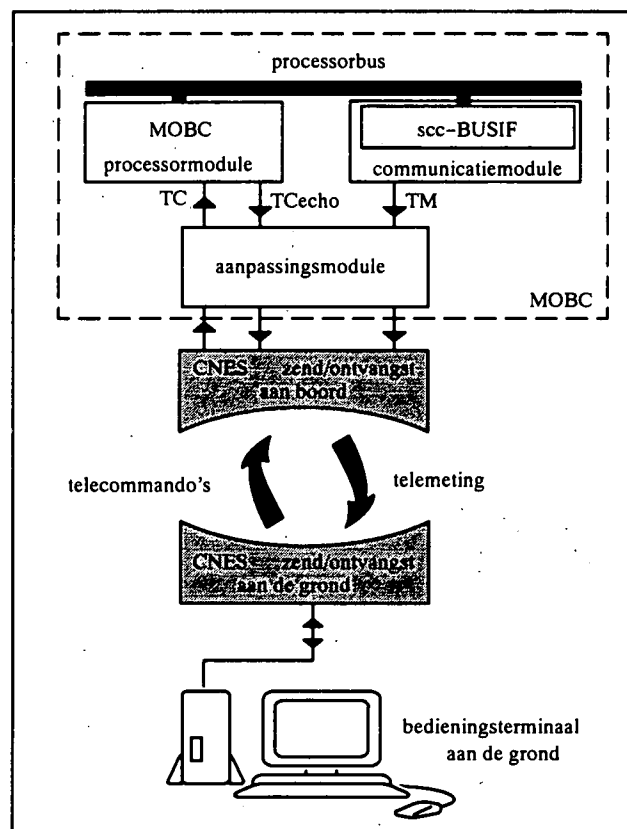 processorbus
MOBC
processormodule
scc-BUSIF
communicatiemodule
TC
TCecho
TM
aanpassingsmodule
MOBC
CNES zend/ontvangst
aan boord
telecommando's
telemeting
CNES zend/ontvangst
aan de grond
bedieningsterminaal
aan de grond